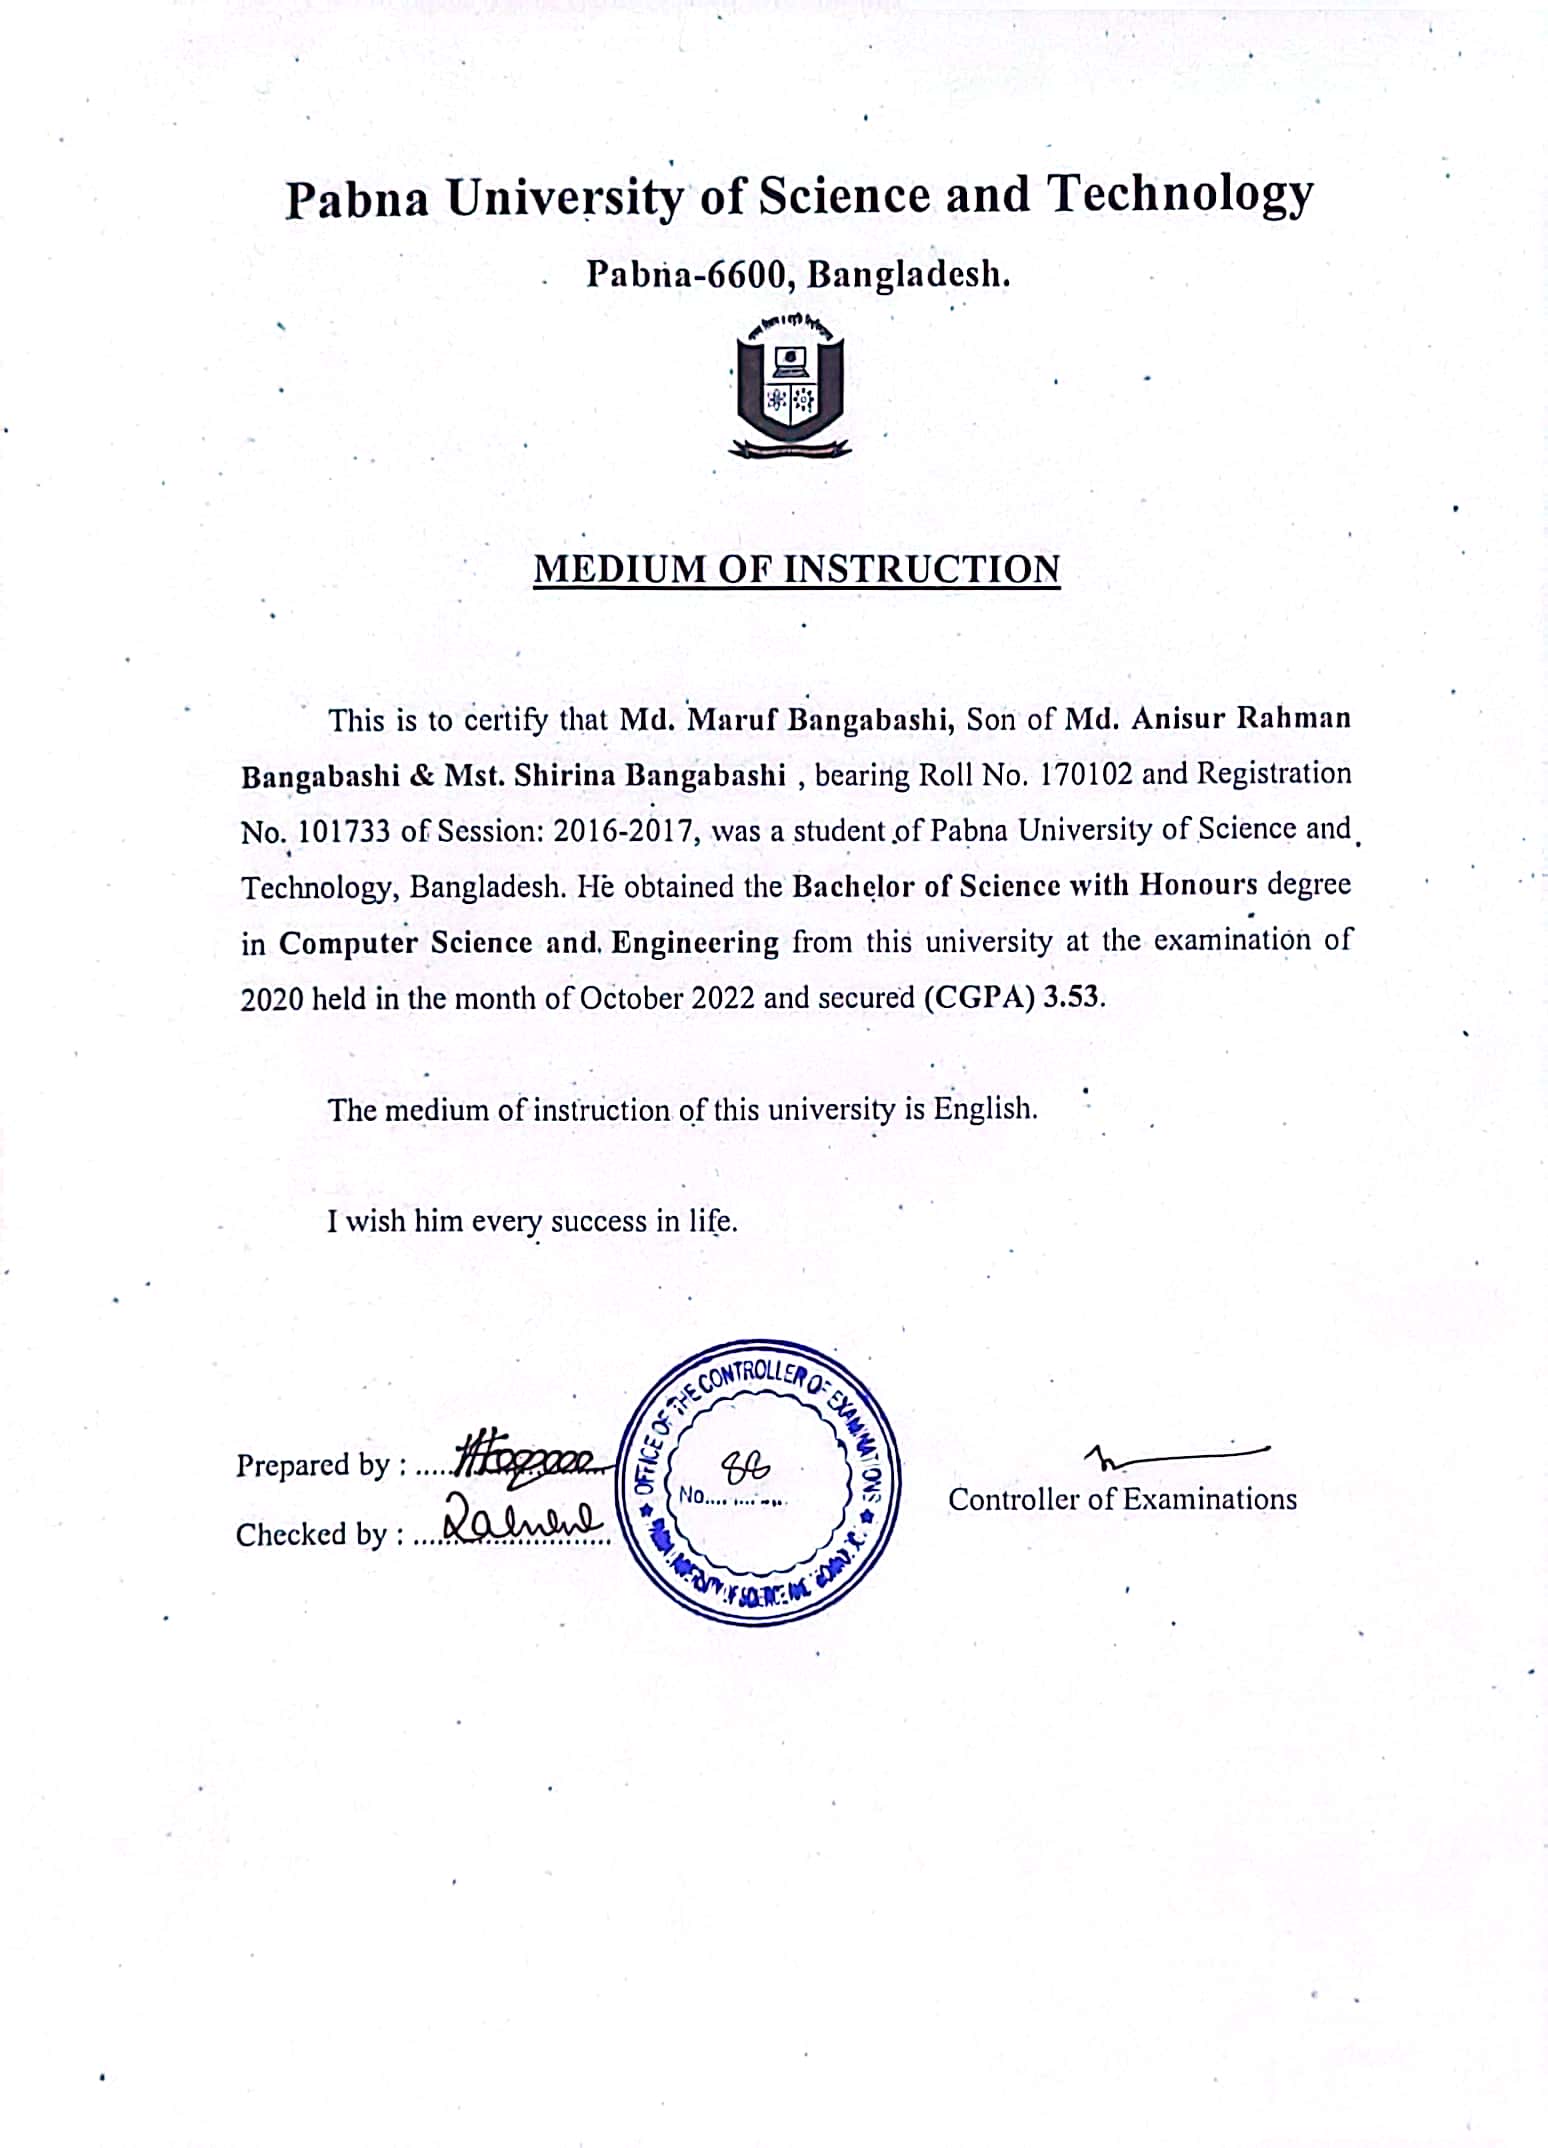 Pabna University of Science and Technology
Pabna-6600, Bangladesh.
MEDIUM OF INSTRUCTION
This is to certify that Md. Maruf Bangabashi, Son of Md. Anisur Rahman
Bangabashi & Mst. Shirina Bangabashi , bearing Roll No. 170102 and Registration
No. 101733 of Session: 2016-2017, was a student of Pabna University of Science and
Technology, Bangladesh. He obtained the Bachelor of Science with Honours degree
in Computer Science and Engineering from this university at the examination of
2020 held in the month of October 2022 and secured (CGPA) 3.53.
The medium of instruction of this university is English.
I wish him every success in life.
OFFICE OF THE CONTROLLER OF EXAMINATIONS
No.
Prepared by :
Checked by :
Controller of Examinations